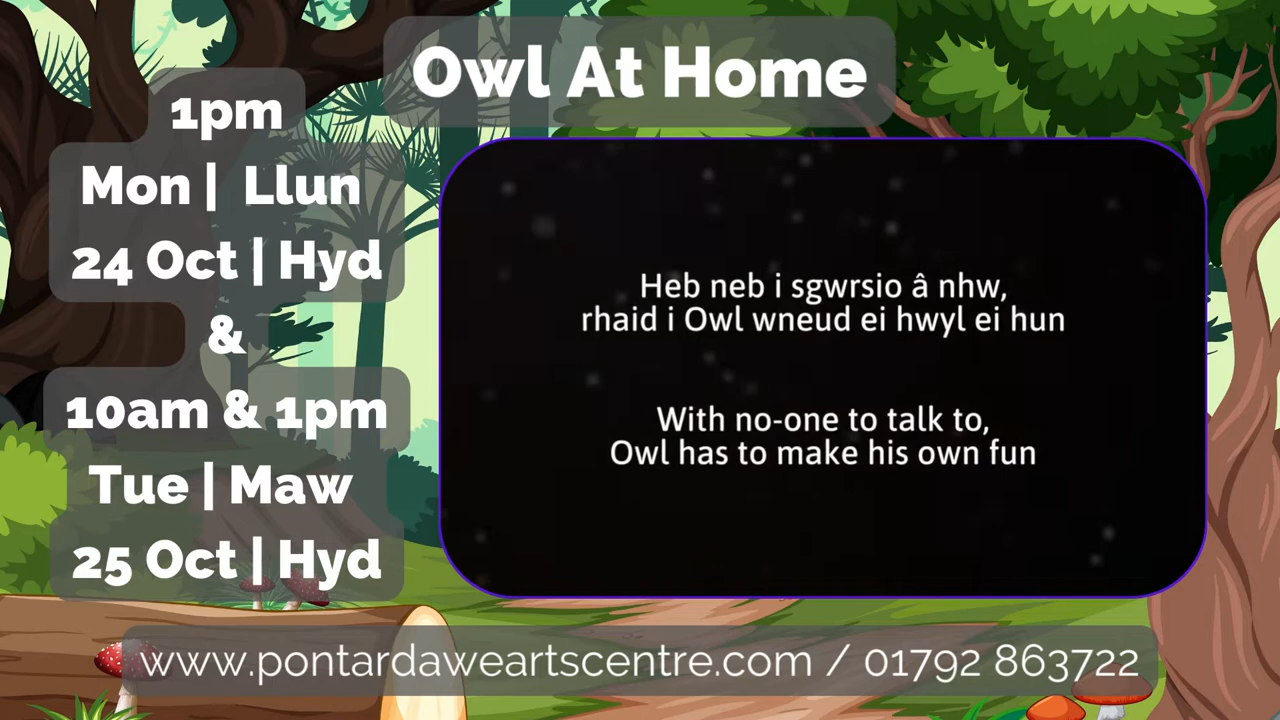 Owl At Home
1pm
Mon | Llun
24 Oct | Hyd
&
10am & 1pm
Tue | Maw
25 Oct | Hyd
Heb neb i sgwrsio â nhw,
rhaid i Owl wneud ei hwyl ei hun
With no-one to talk to,
Owl has to make his own fun
www.pontardaweartscentre.com / 01792 863722